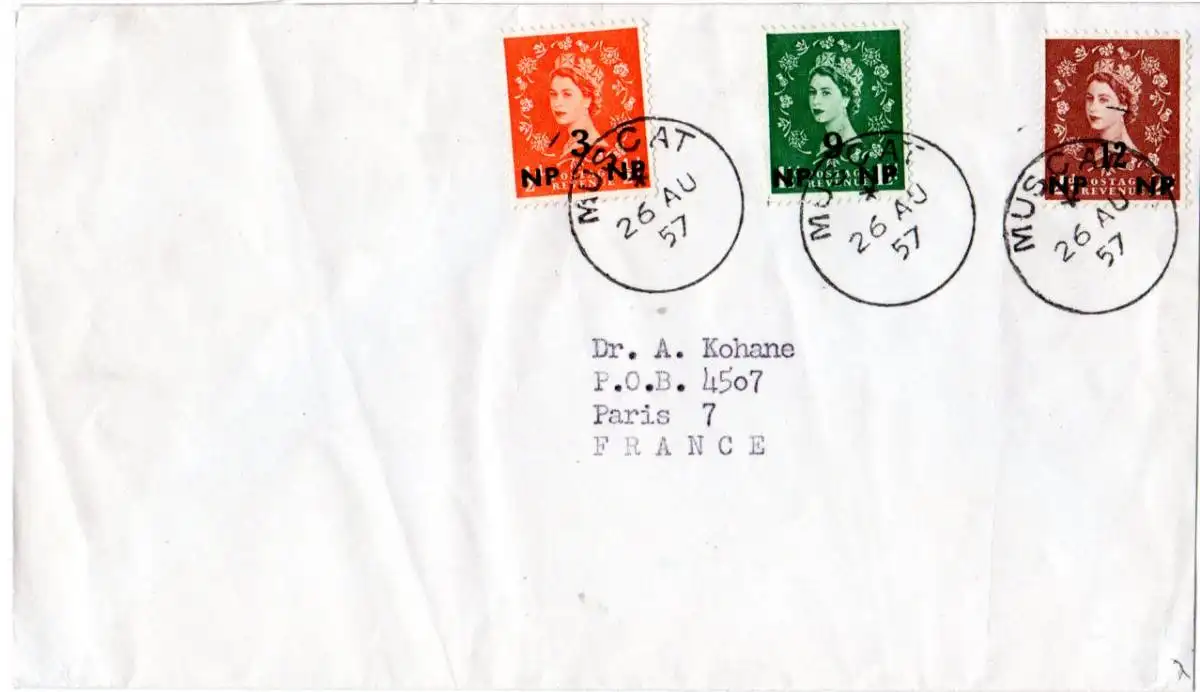 3
NP NP
POSTAGE
REVENUE
MUSCAT
26 AU
57
9
NP NP
POSTAGE
REVENUE
MUSCAT
26 AU
57
12
NP NP
POSTAGE
REVENUE
MUSCAT
26 AU
57
Dr. A. Kohane
P.O.B. 4507
Paris 7
FRANCE